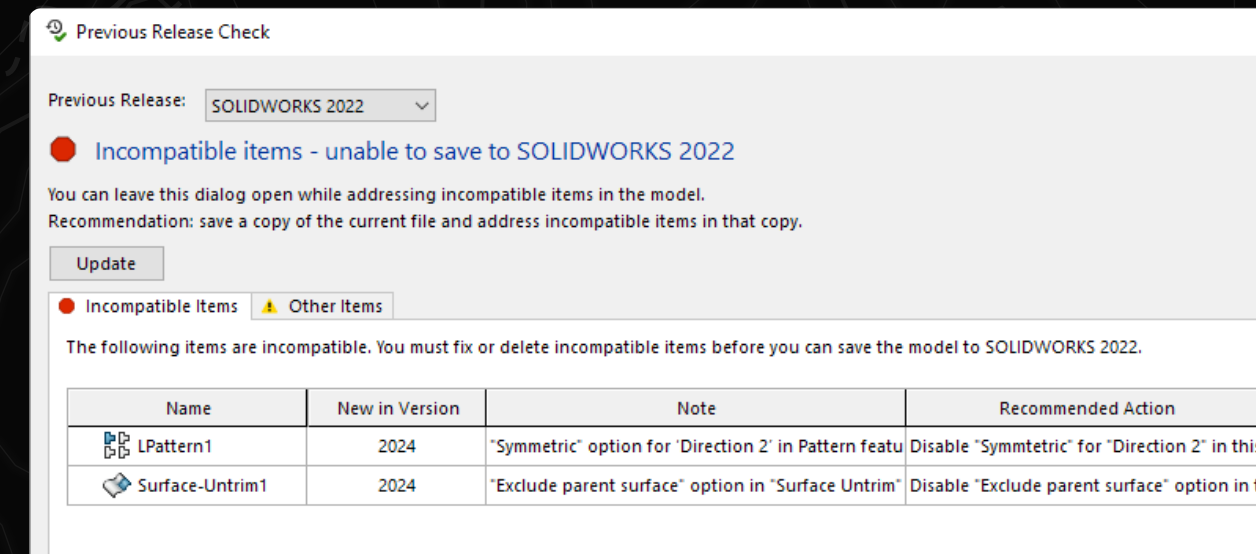 Previous Release Check
Previous Release: SOLIDWORKS 2022
Incompatible items - unable to save to SOLIDWORKS 2022
You can leave this dialog open while addressing incompatible items in the model.
Recommendation: save a copy of the current file and address incompatible items in that copy.
Update
Incompatible Items Other Items
The following items are incompatible. You must fix or delete incompatible items before you can save the model to SOLIDWORKS 2022.
Name New in Version Note Recommended Action
LPattern1 2024 "Symmetric" option for 'Direction 2' in Pattern featu Disable "Symmtetric" for "Direction 2" in this
Surface-Untrim1 2024 "Exclude parent surface" option in "Surface Untrim" Disable "Exclude parent surface" option in